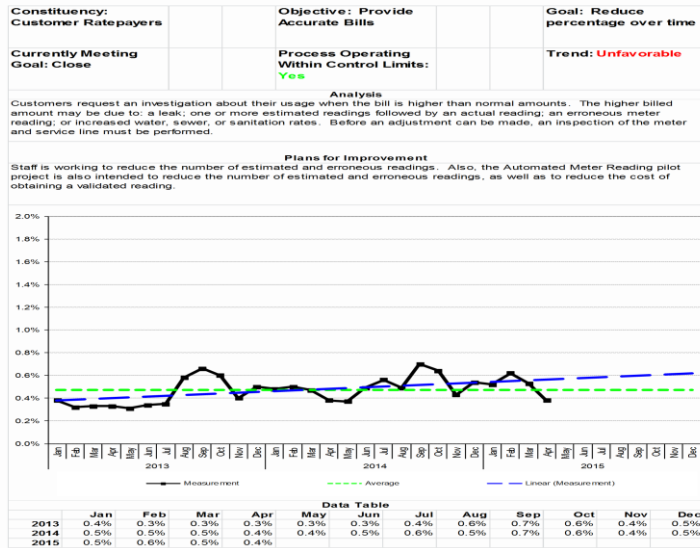 Constituency: Objective: Provide Goal: Reduce
Customer Ratepayers Accurate Bills percentage over time
Currently Meeting Process Operating Trend: Unfavorable
Goal: Close Within Control Limits:
Yes
Analysis
Customers request an investigation about their usage when the bill is higher than normal amounts. The higher billed
amount may be due to: a leak; one or more estimated readings followed by an actual reading; an erroneous meter
reading; or increased water, sewer, or sanitation rates. Before an adjustment can be made, an inspection of the meter
and service line must be performed.
Plans for Improvement
Staff is working to reduce the number of estimated and erroneous readings. Also, the Automated Meter Reading pilot
project is also intended to reduce the number of estimated and erroneous readings, as well as to reduce the cost of
obtaining a validated reading.
2.0%
1.8%
1.6%
1.4%
1.2%
1.0%
0.8%
0.6%
0.4%
0.2%
0.0%
Jan Feb Mar Apr May Jun Jul Aug Sep Oct Nov Dec Jan Feb Mar Apr May Jun Jul Aug Sep Oct Nov Dec Jan Feb Mar Apr May Jun Jul Aug Sep Oct Nov Dec
2013 2014 2015
Measurement Average Linear (Measurement)
Data Table
Jan Feb Mar Apr May Jun Jul Aug Sep Oct Nov Dec
2013 0.4% 0.3% 0.3% 0.3% 0.3% 0.3% 0.4% 0.6% 0.7% 0.6% 0.4% 0.5%
2014 0.5% 0.5% 0.5% 0.4% 0.4% 0.5% 0.6% 0.5% 0.7% 0.6% 0.4% 0.5%
2015 0.5% 0.6% 0.5% 0.4%